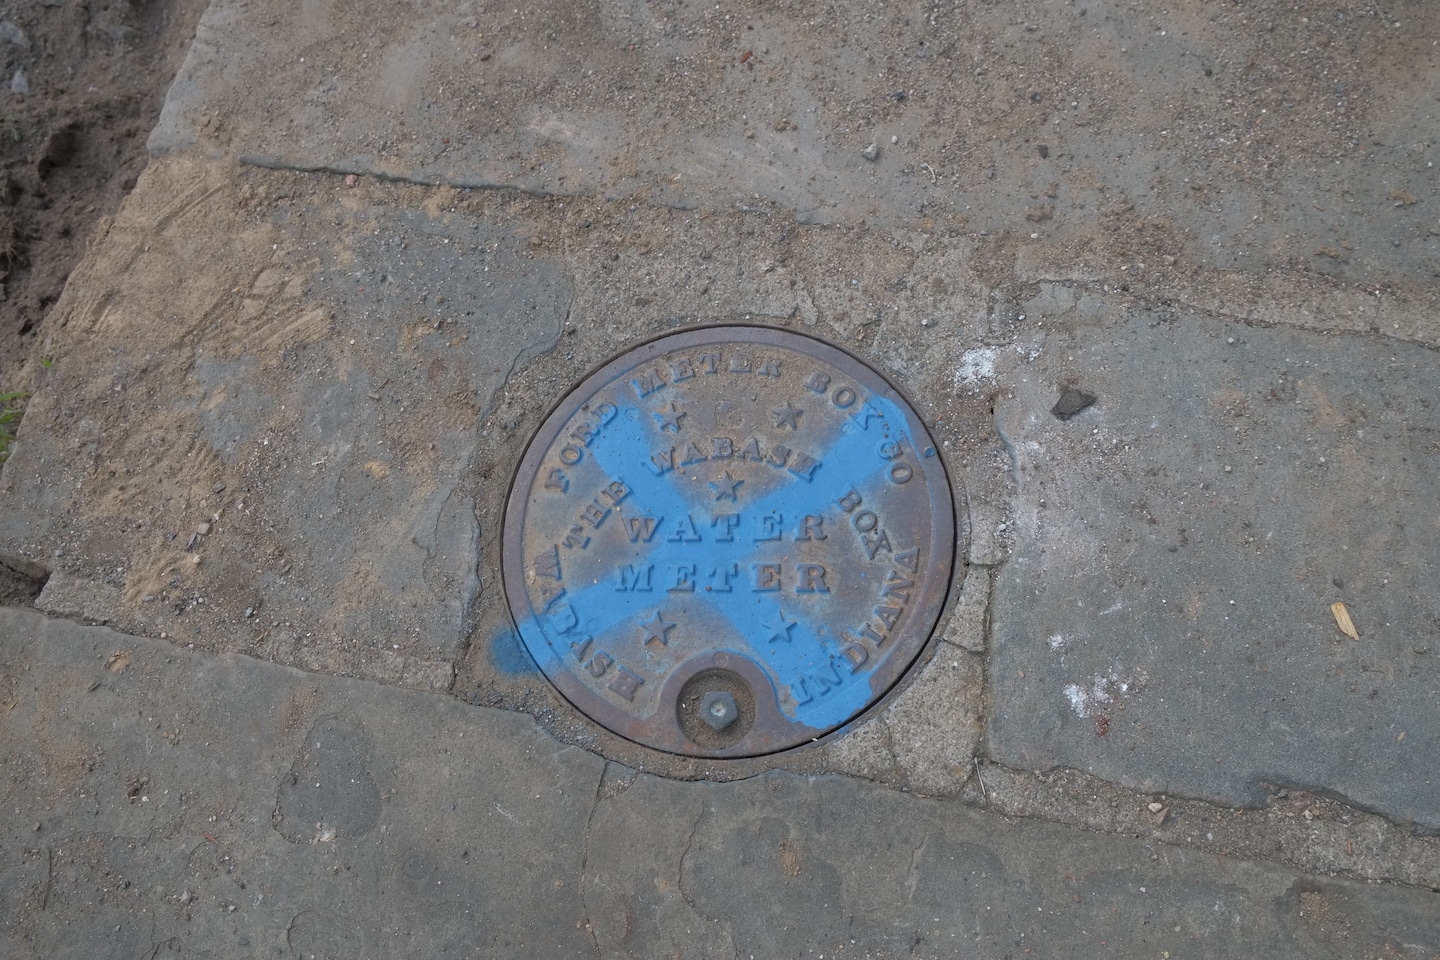 FORD METER BOX CO
THE WABASH BOX
WATER
METER
WABASH INDIANA